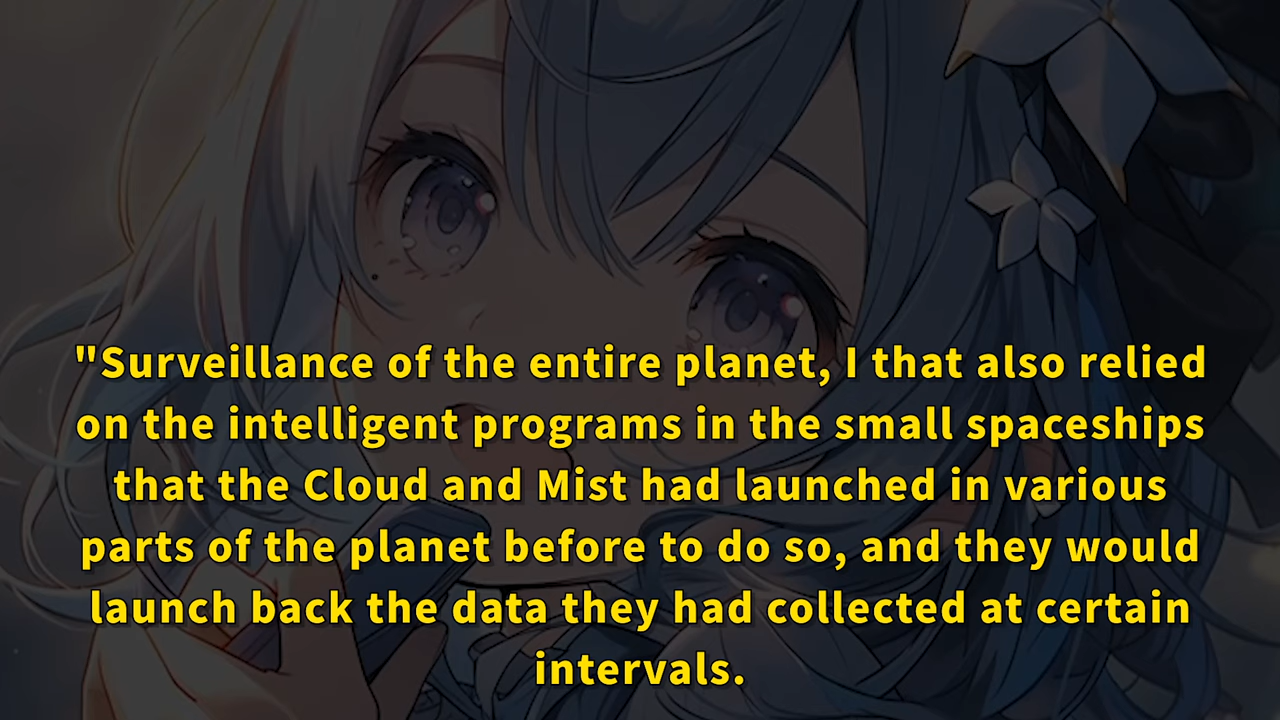 "Surveillance of the entire planet, I that also relied
on the intelligent programs in the small spaceships
that the Cloud and Mist had launched in various
parts of the planet before to do so, and they would
launch back the data they had collected at certain
intervals.